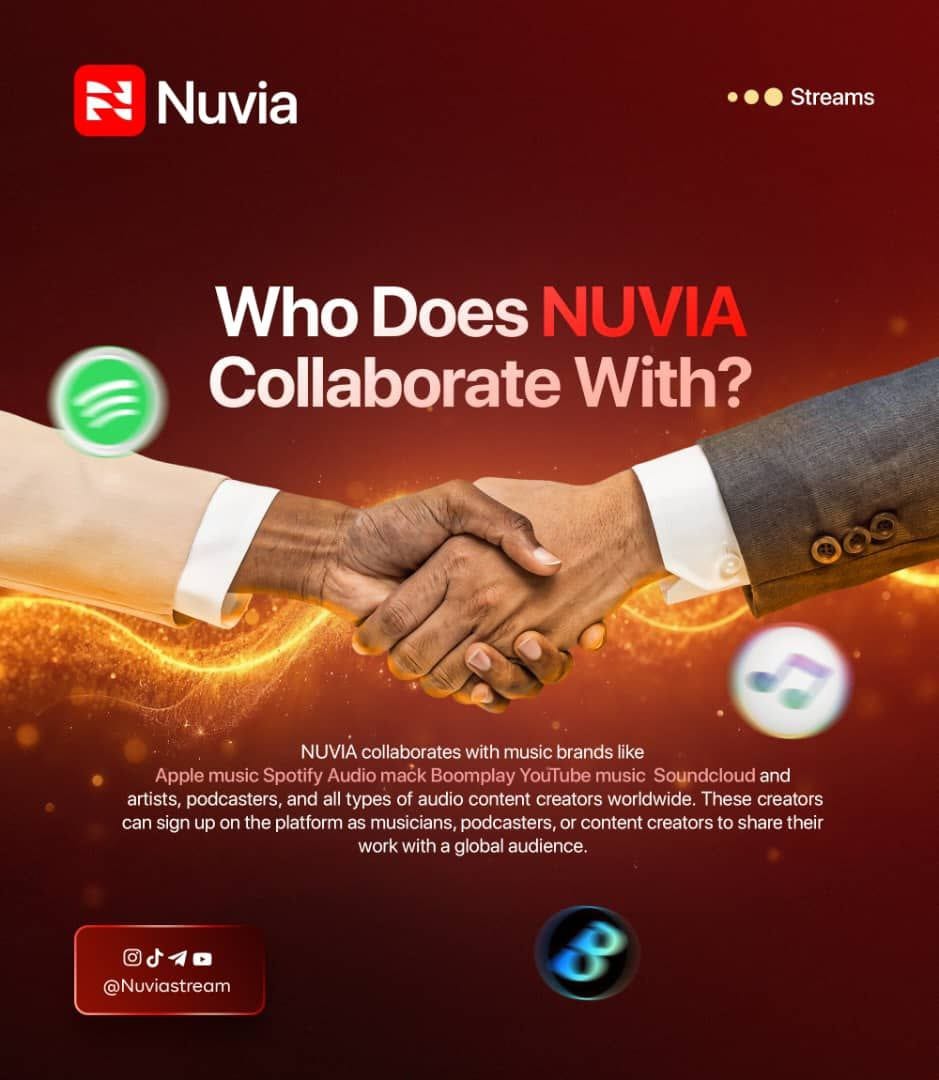 Nuvia
Streams
Who Does NUVIA
Collaborate With?
NUVIA collaborates with music brands like
Apple music Spotify Audio mack Boomplay YouTube music Soundcloud and
artists, podcasters, and all types of audio content creators worldwide. These creators
can sign up on the platform as musicians, podcasters, or content creators to share their
work with a global audience.
@Nuviastream